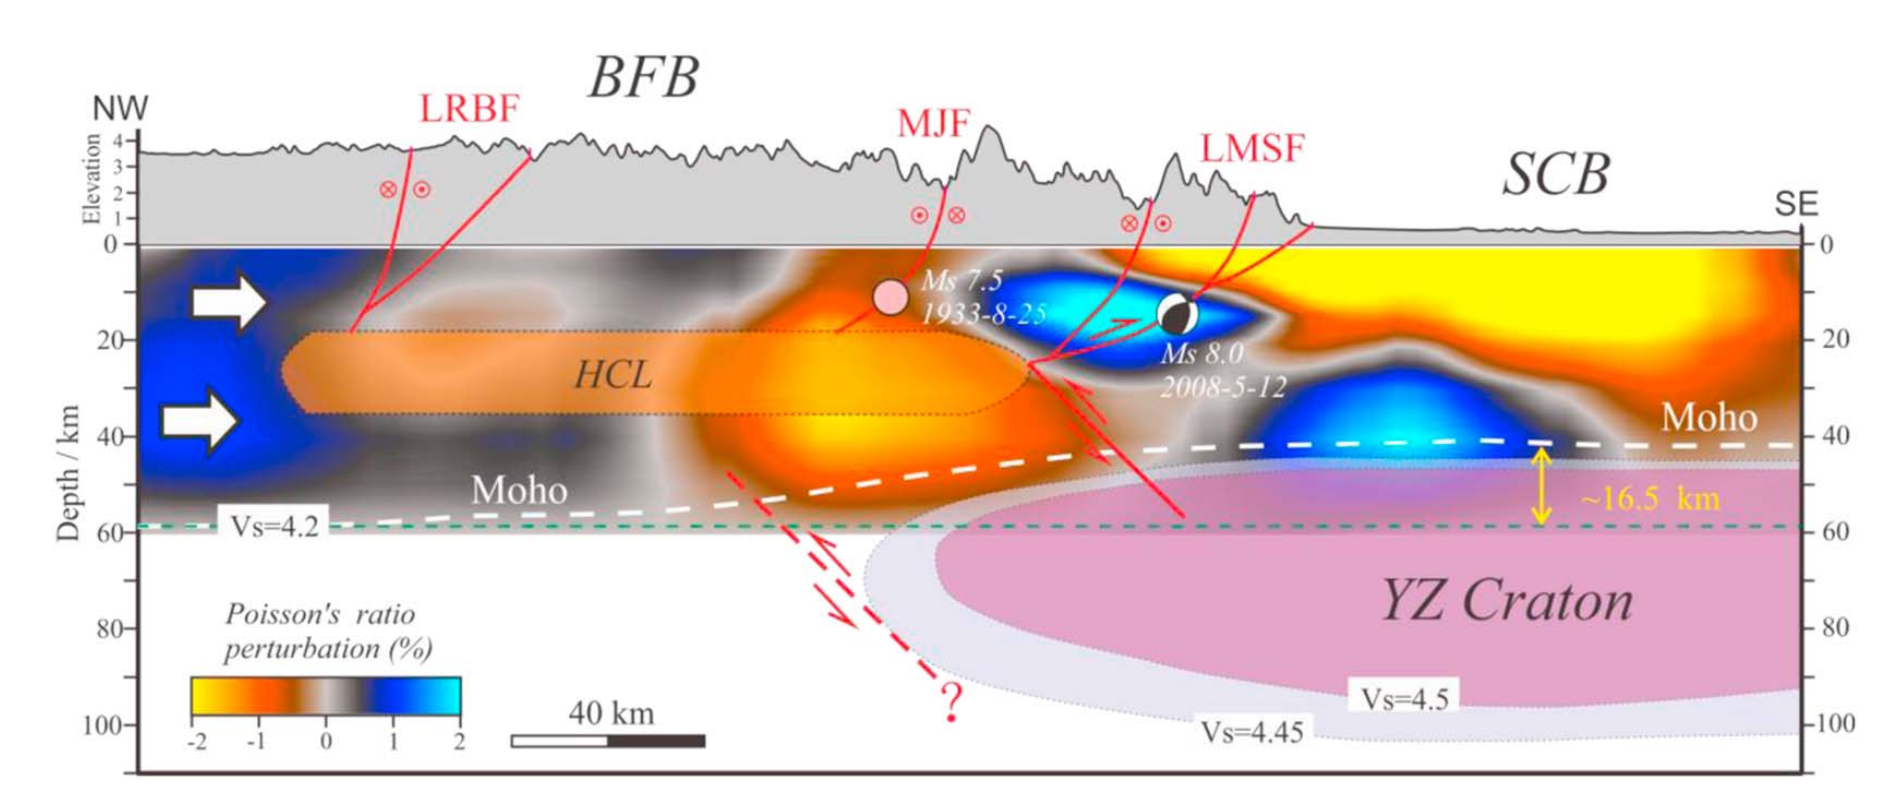 BFB
NW
LRBF
MJF
LMSF
SCB
SE
Elevation
4
3
2
1
0
0
Ms 7.5
1933-8-25
20
20
HCL
Ms 8.0
2008-5-12
Depth / km
40
40
Moho
Moho
~16.5 km
Vs=4.2
60
60
YZ Craton
Poisson's ratio
perturbation (%)
80
80
?
Vs=4.5
40 km
100
100
Vs=4.45
-2 -1 0 1 2